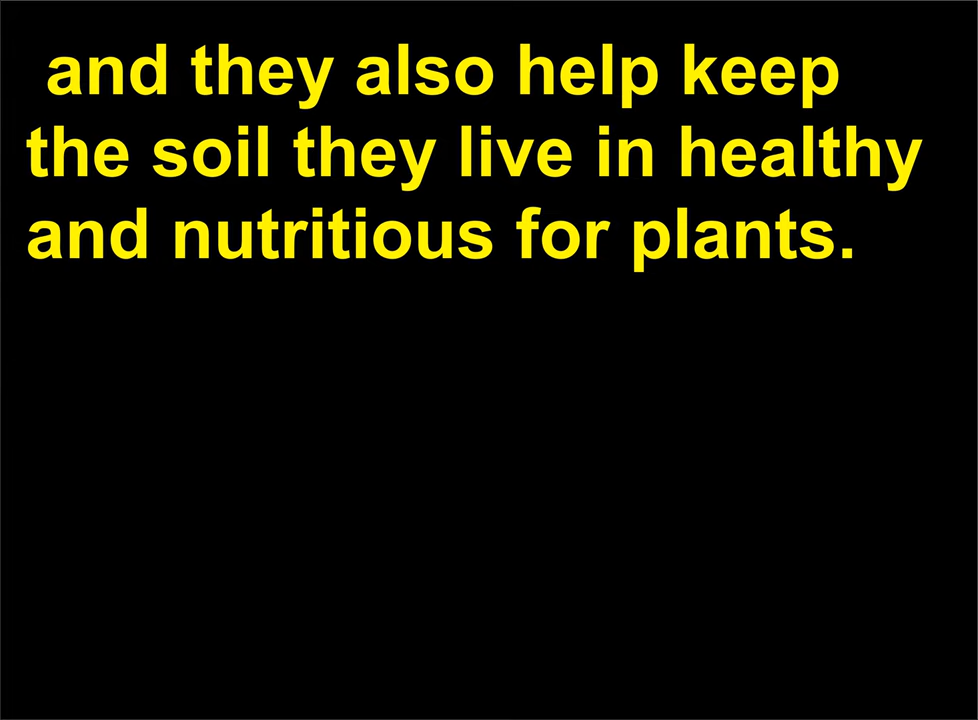 and they also help keep
the soil they live in healthy
and nutritious for plants.